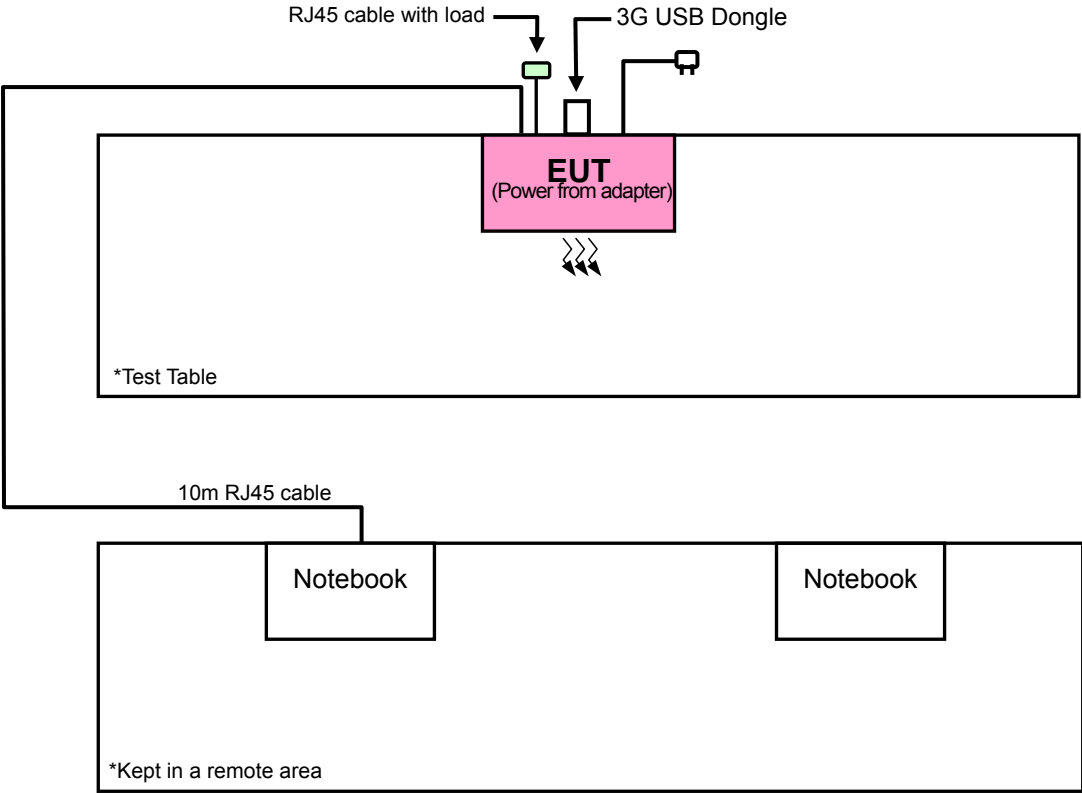 RJ45 cable with load
3G USB Dongle
EUT
(Power from adapter)
*Test Table
10m RJ45 cable
Notebook
Notebook
*Kept in a remote area